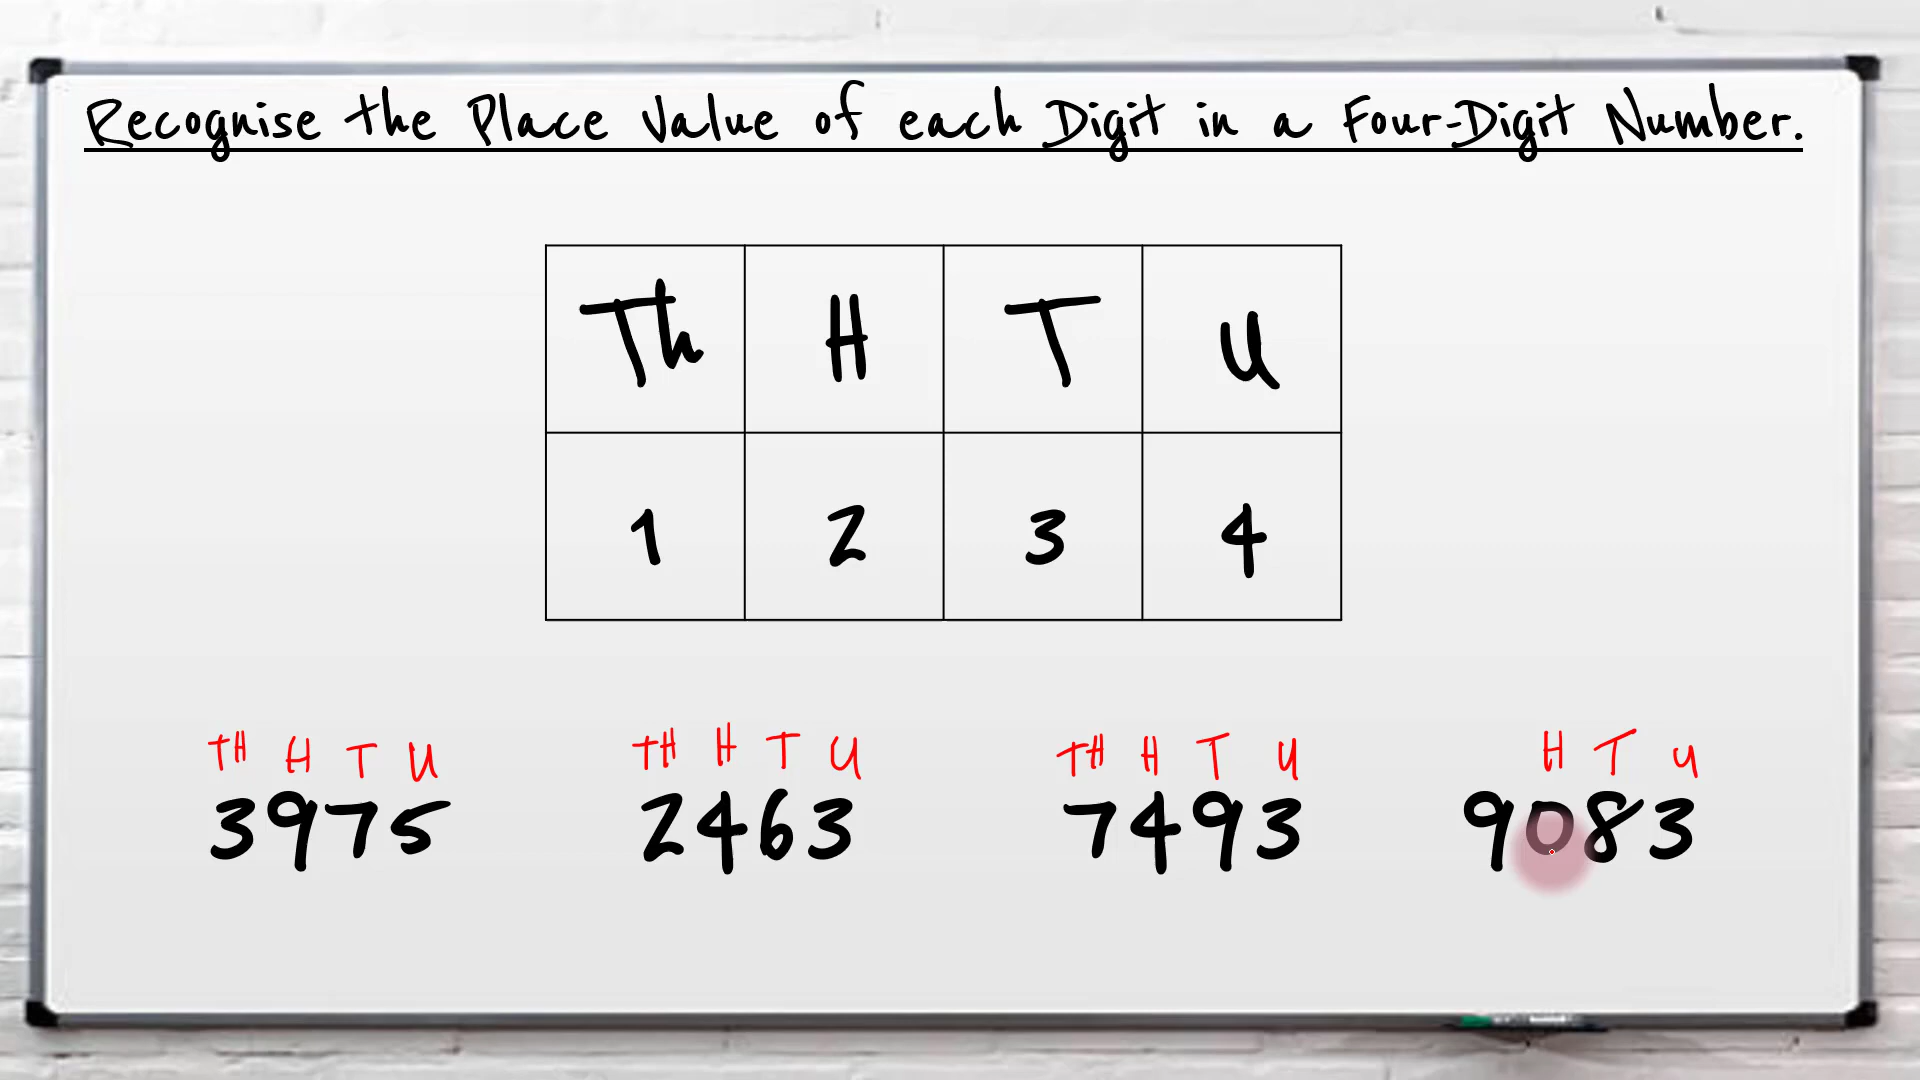 Recognise the Place Value of each Digit in a Four-Digit Number.
Th H T U
1 2 3 4
TH H T U TH H T U TH H T U H T U
3975 2463 7493 9083